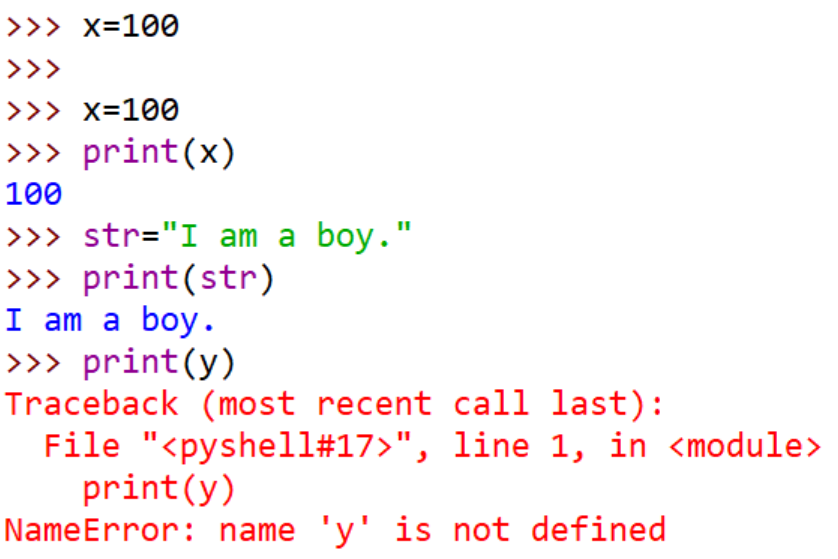 >>> x=100
>>>
>>> x=100
>>> print(x)
100
>>> str="I am a boy."
>>> print(str)
I am a boy.
>>> print(y)
Traceback (most recent call last):
  File "<pyshell#17>", line 1, in <module>
    print(y)
NameError: name 'y' is not defined